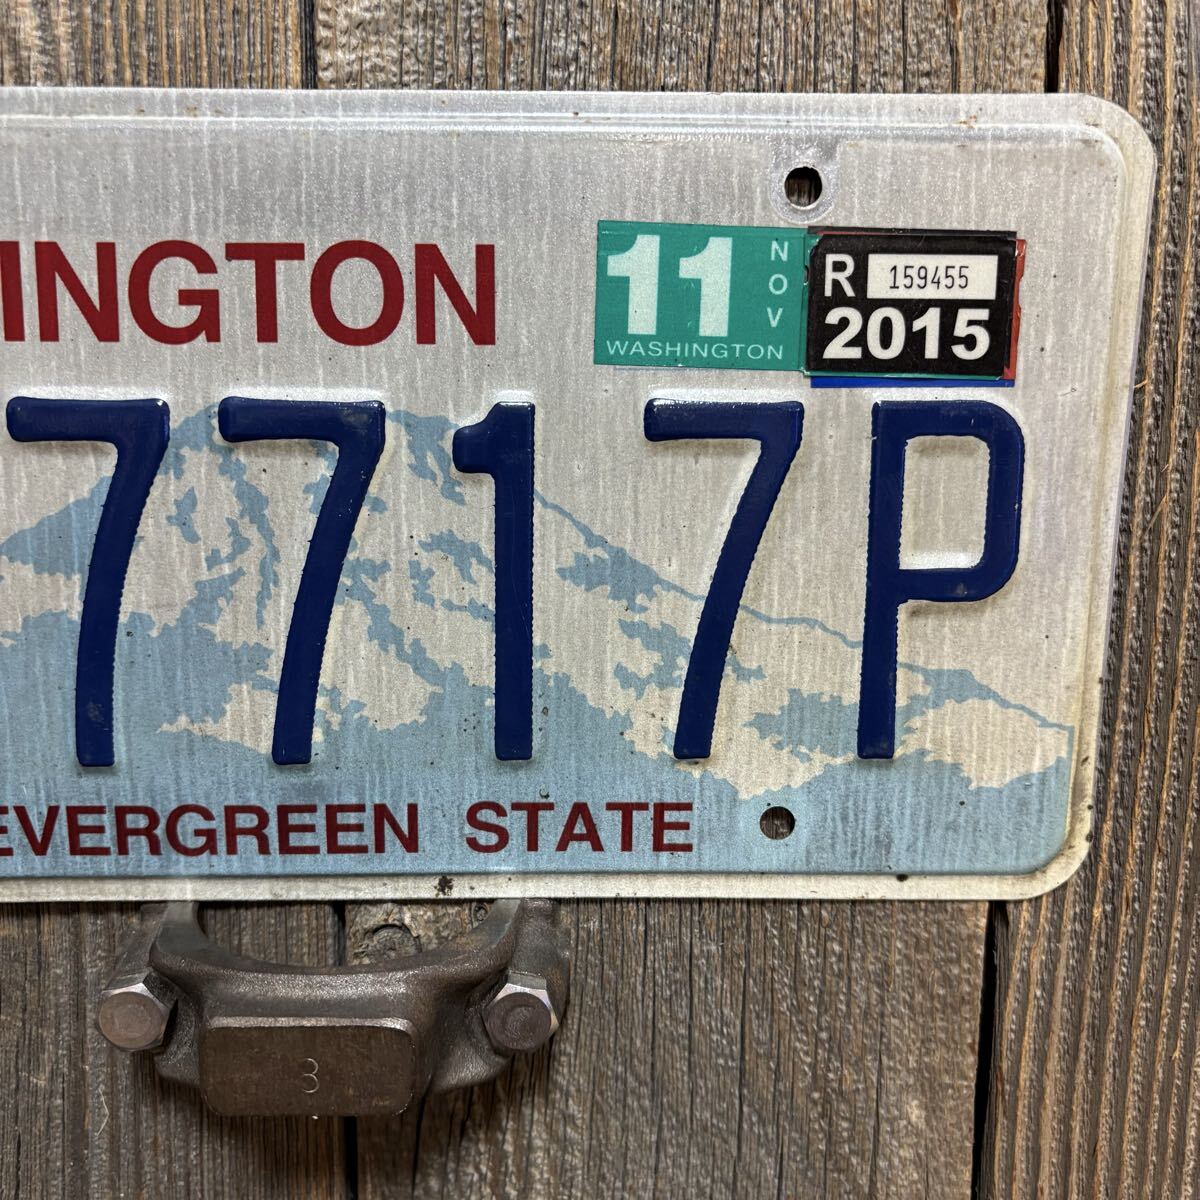 INGTON
11 NOV
WASHINGTON
R 159455
2015
7717P
EVERGREEN STATE
3